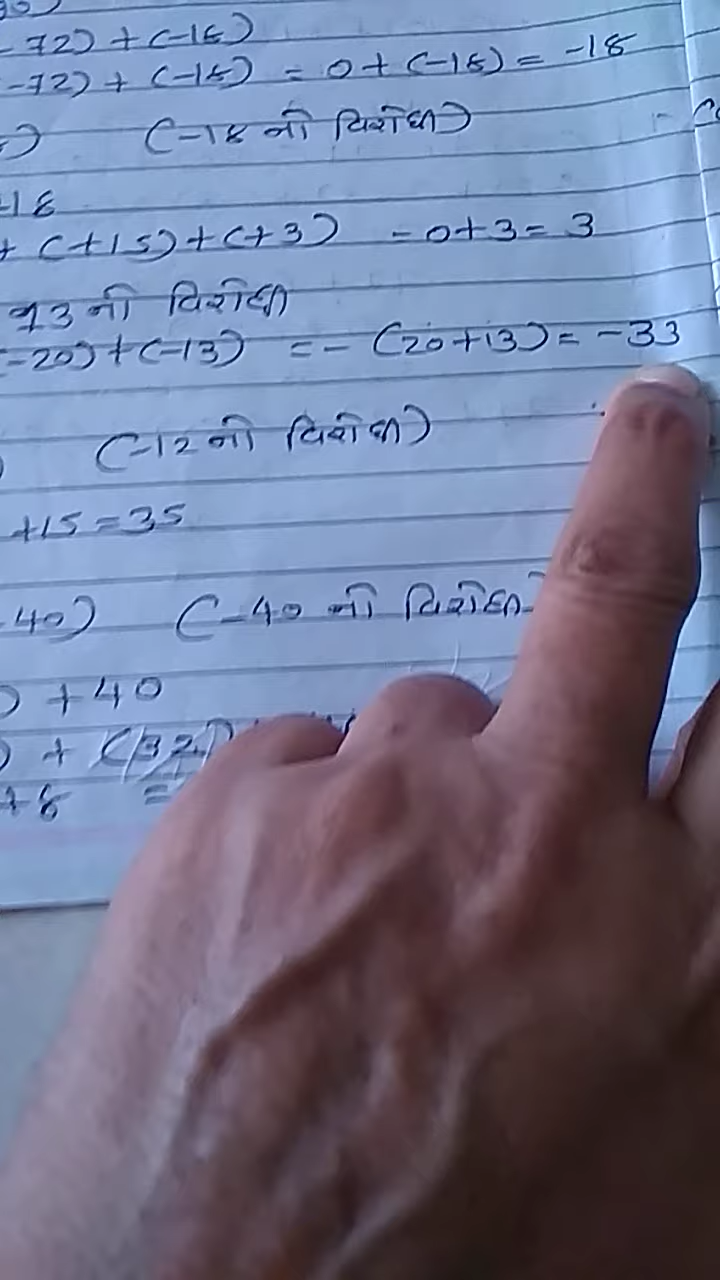 -72) + (-18)
-72) + (-18) = 0 + (-18) = -18
(-18 नो विरोधी)
-18
+ (+15) + (+3) - 0 + 3 = 3
13 नो विरोधी
-20) + (-13) = - (20+13) = -33
(-12 नो विरोधी)
+15 = 35
-40) (-40 नो विरोधी
) + 40
) + (32)
+8 =